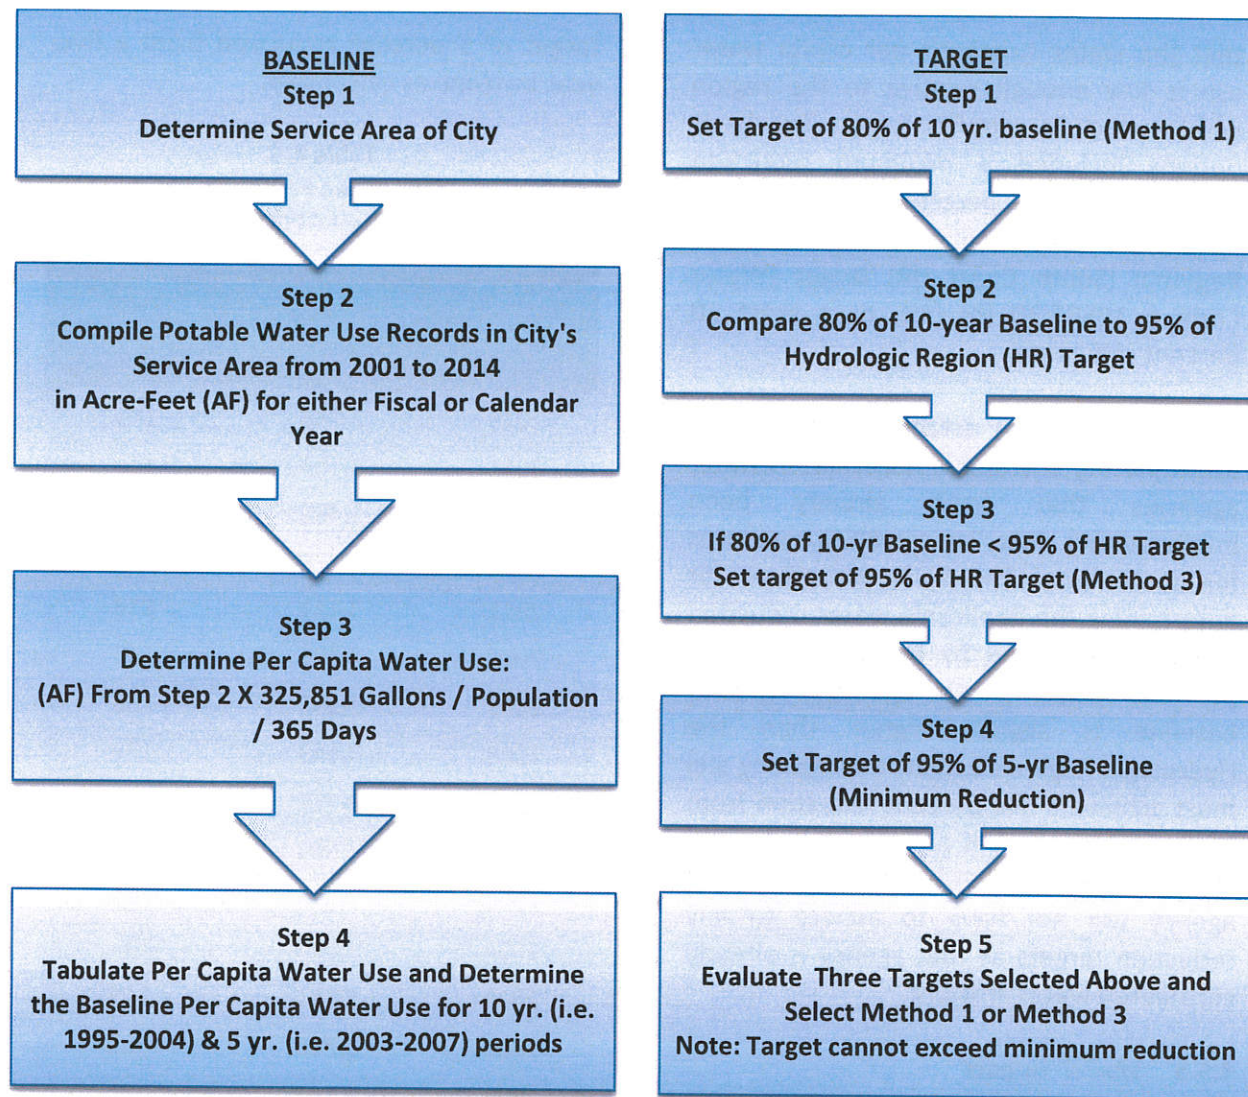 BASELINE
Step 1
Determine Service Area of City
Step 2
Compile Potable Water Use Records in City's
Service Area from 2001 to 2014
in Acre-Feet (AF) for either Fiscal or Calendar
Year
Step 3
Determine Per Capita Water Use:
(AF) From Step 2 X 325,851 Gallons / Population
/ 365 Days
Step 4
Tabulate Per Capita Water Use and Determine
the Baseline Per Capita Water Use for 10 yr. (i.e.
1995-2004) & 5 yr. (i.e. 2003-2007) periods
TARGET
Step 1
Set Target of 80% of 10 yr. baseline (Method 1)
Step 2
Compare 80% of 10-year Baseline to 95% of
Hydrologic Region (HR) Target
Step 3
If 80% of 10-yr Baseline < 95% of HR Target
Set target of 95% of HR Target (Method 3)
Step 4
Set Target of 95% of 5-yr Baseline
(Minimum Reduction)
Step 5
Evaluate Three Targets Selected Above and
Select Method 1 or Method 3
Note: Target cannot exceed minimum reduction